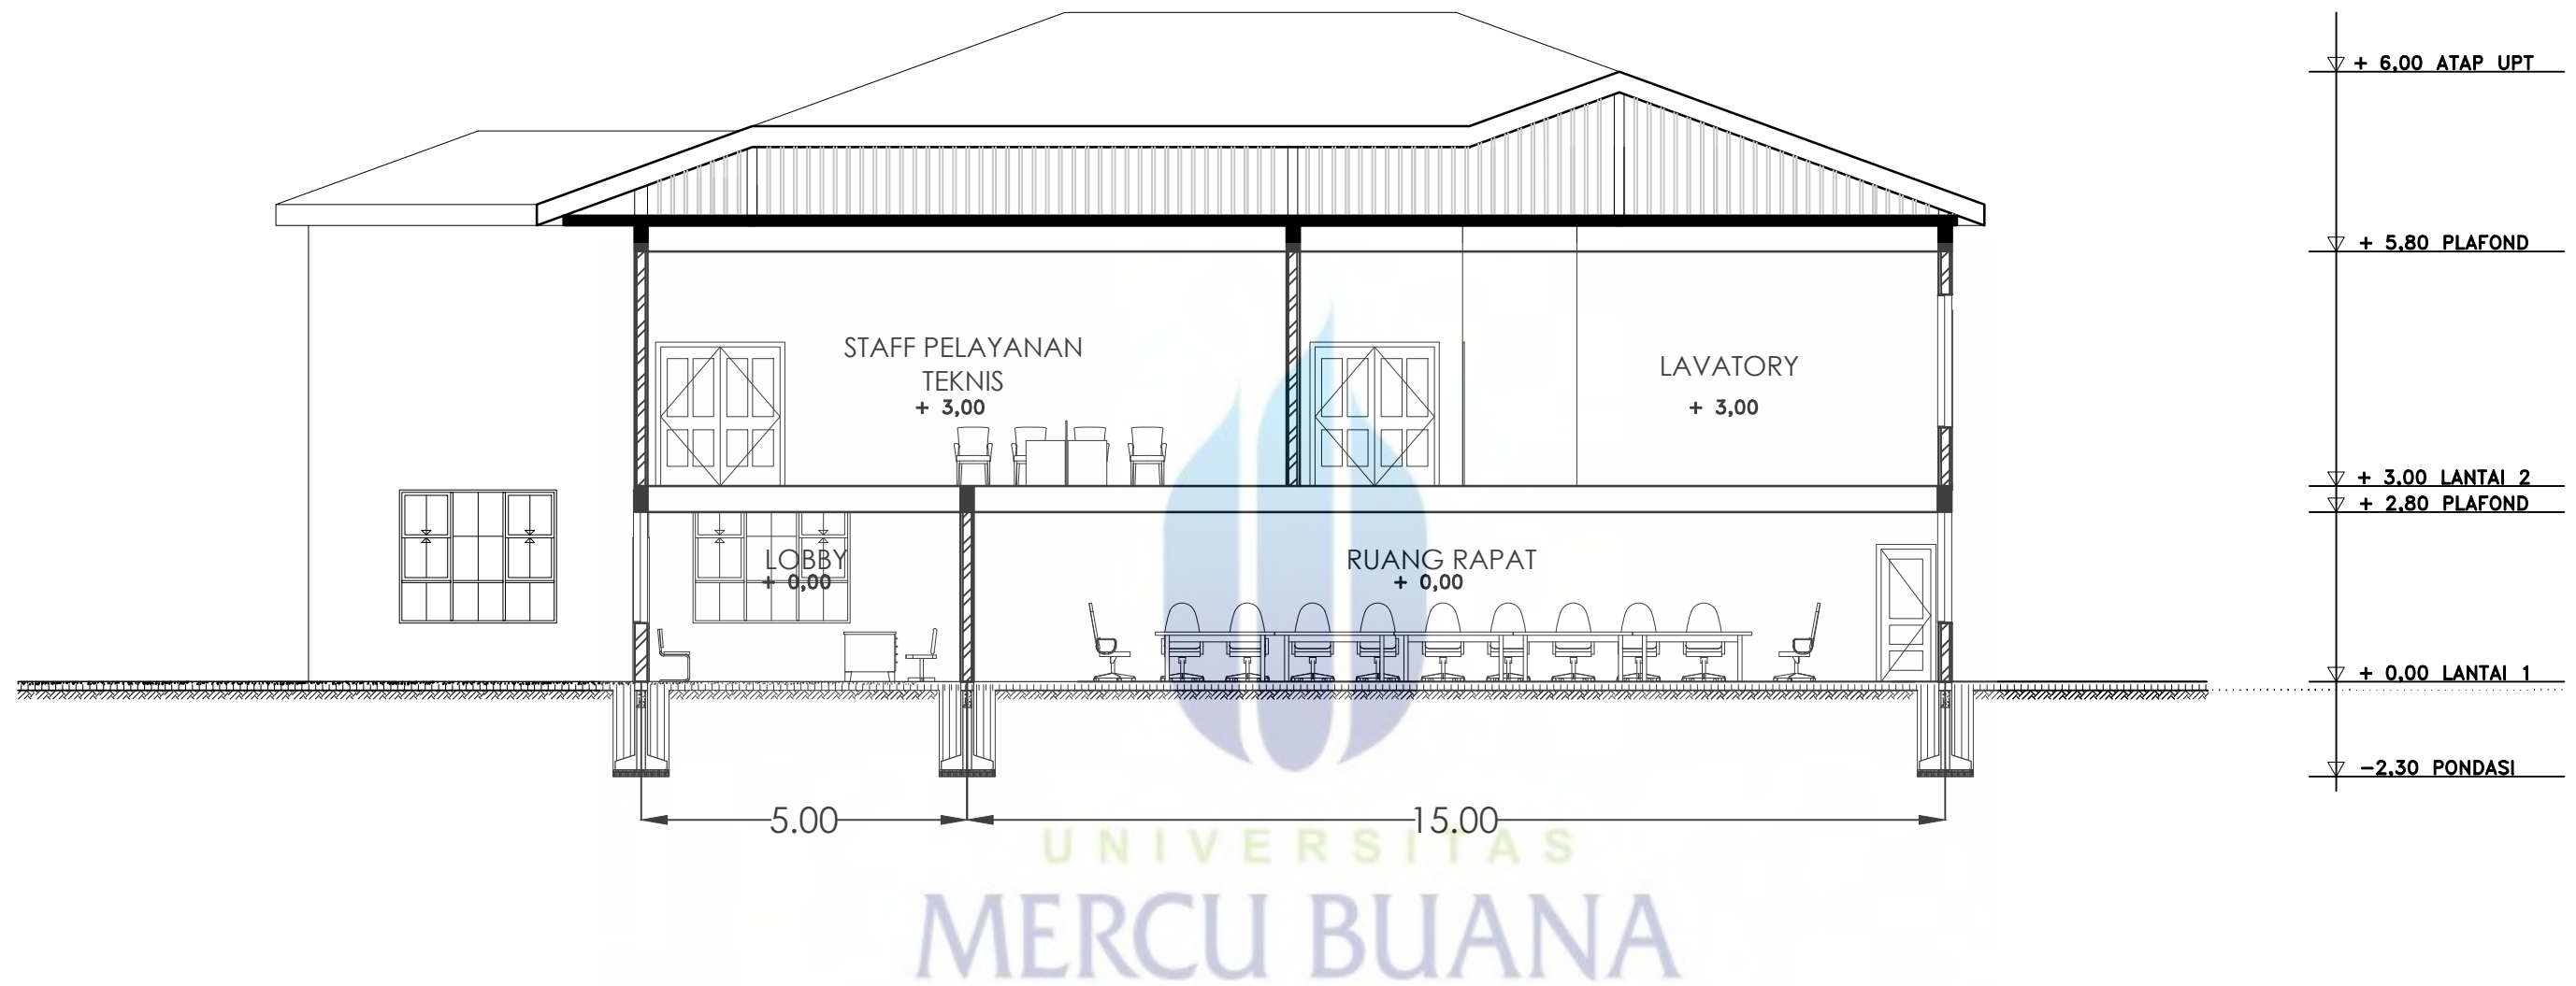 + 6,00 ATAP UPT
+ 5,80 PLAFOND
STAFF PELAYANAN
TEKNIS
+ 3,00
LAVATORY
+ 3,00
+ 3,00 LANTAI 2
+ 2,80 PLAFOND
LOBBY
+ 0,00
RUANG RAPAT
+ 0,00
+ 0,00 LANTAI 1
-2,30 PONDASI
5.00
15.00
UNIVERSITAS
MERCU BUANA